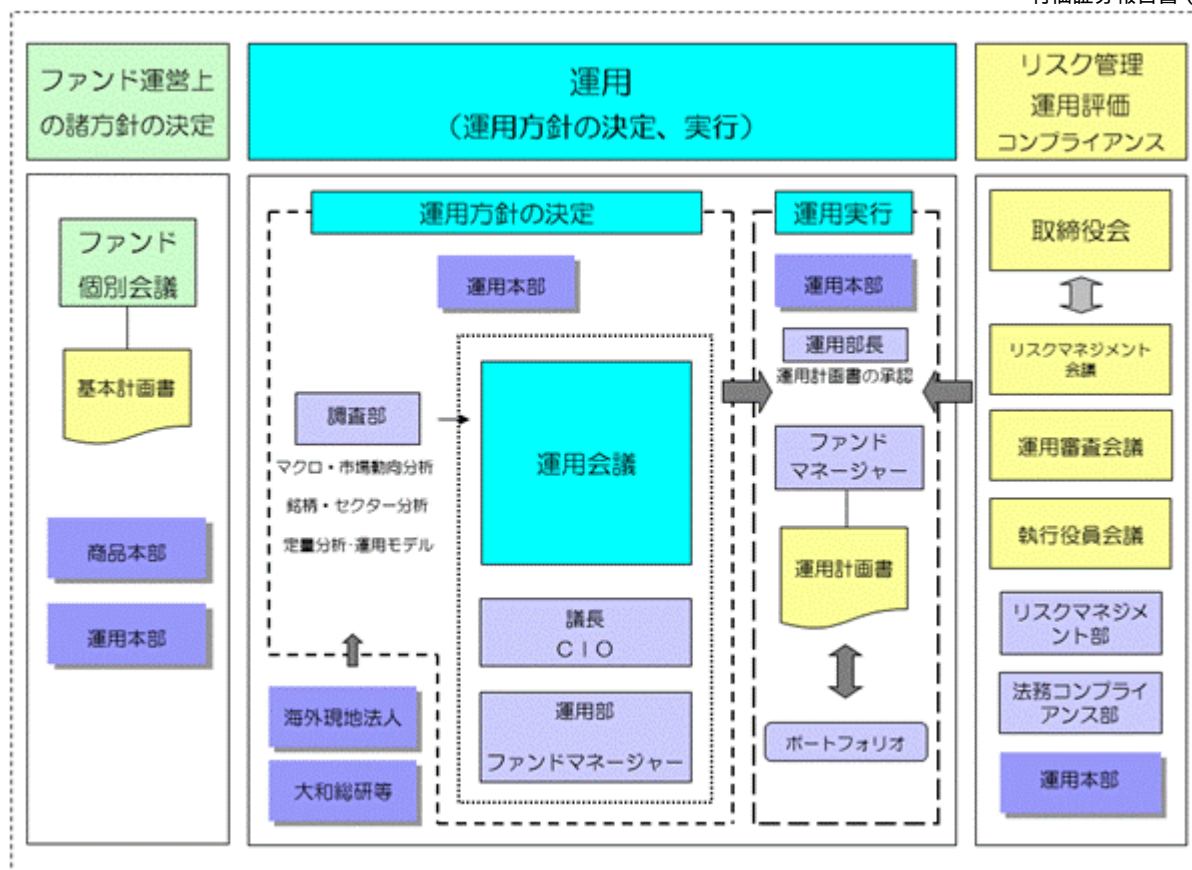 ファンド運営上
の諸方針の決定
運用
（運用方針の決定、実行）
リスク管理
運用評価
コンプライアンス
ファンド
個別会議
基本計画書
商品本部
運用本部
運用方針の決定
運用本部
調査部
マクロ・市場動向分析
銘柄・セクター分析
定量分析・運用モデル
運用会議
議長
ＣＩＯ
運用部
ファンドマネージャー
海外現地法人
大和総研等
運用実行
運用本部
運用部長
運用計画書の承認
ファンド
マネージャー
運用計画書
ポートフォリオ
取締役会
リスクマネジメント
会議
運用審査会議
執行役員会議
リスクマネジメ
ント部
法務コンプライ
アンス部
運用本部